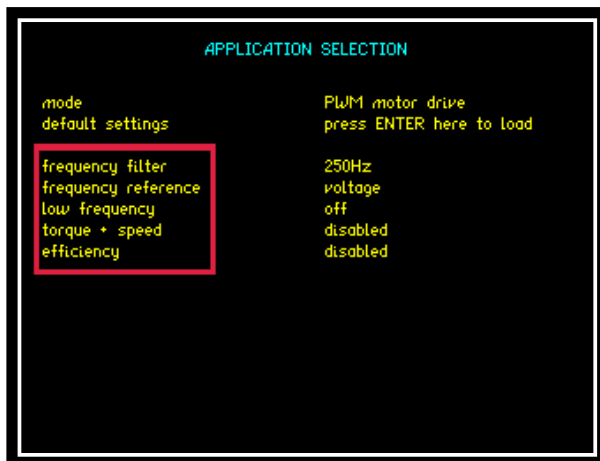 APPLICATION SELECTION
mode PWM motor drive
default settings press ENTER here to load
frequency filter 250Hz
frequency reference voltage
low frequency off
torque + speed disabled
efficiency disabled